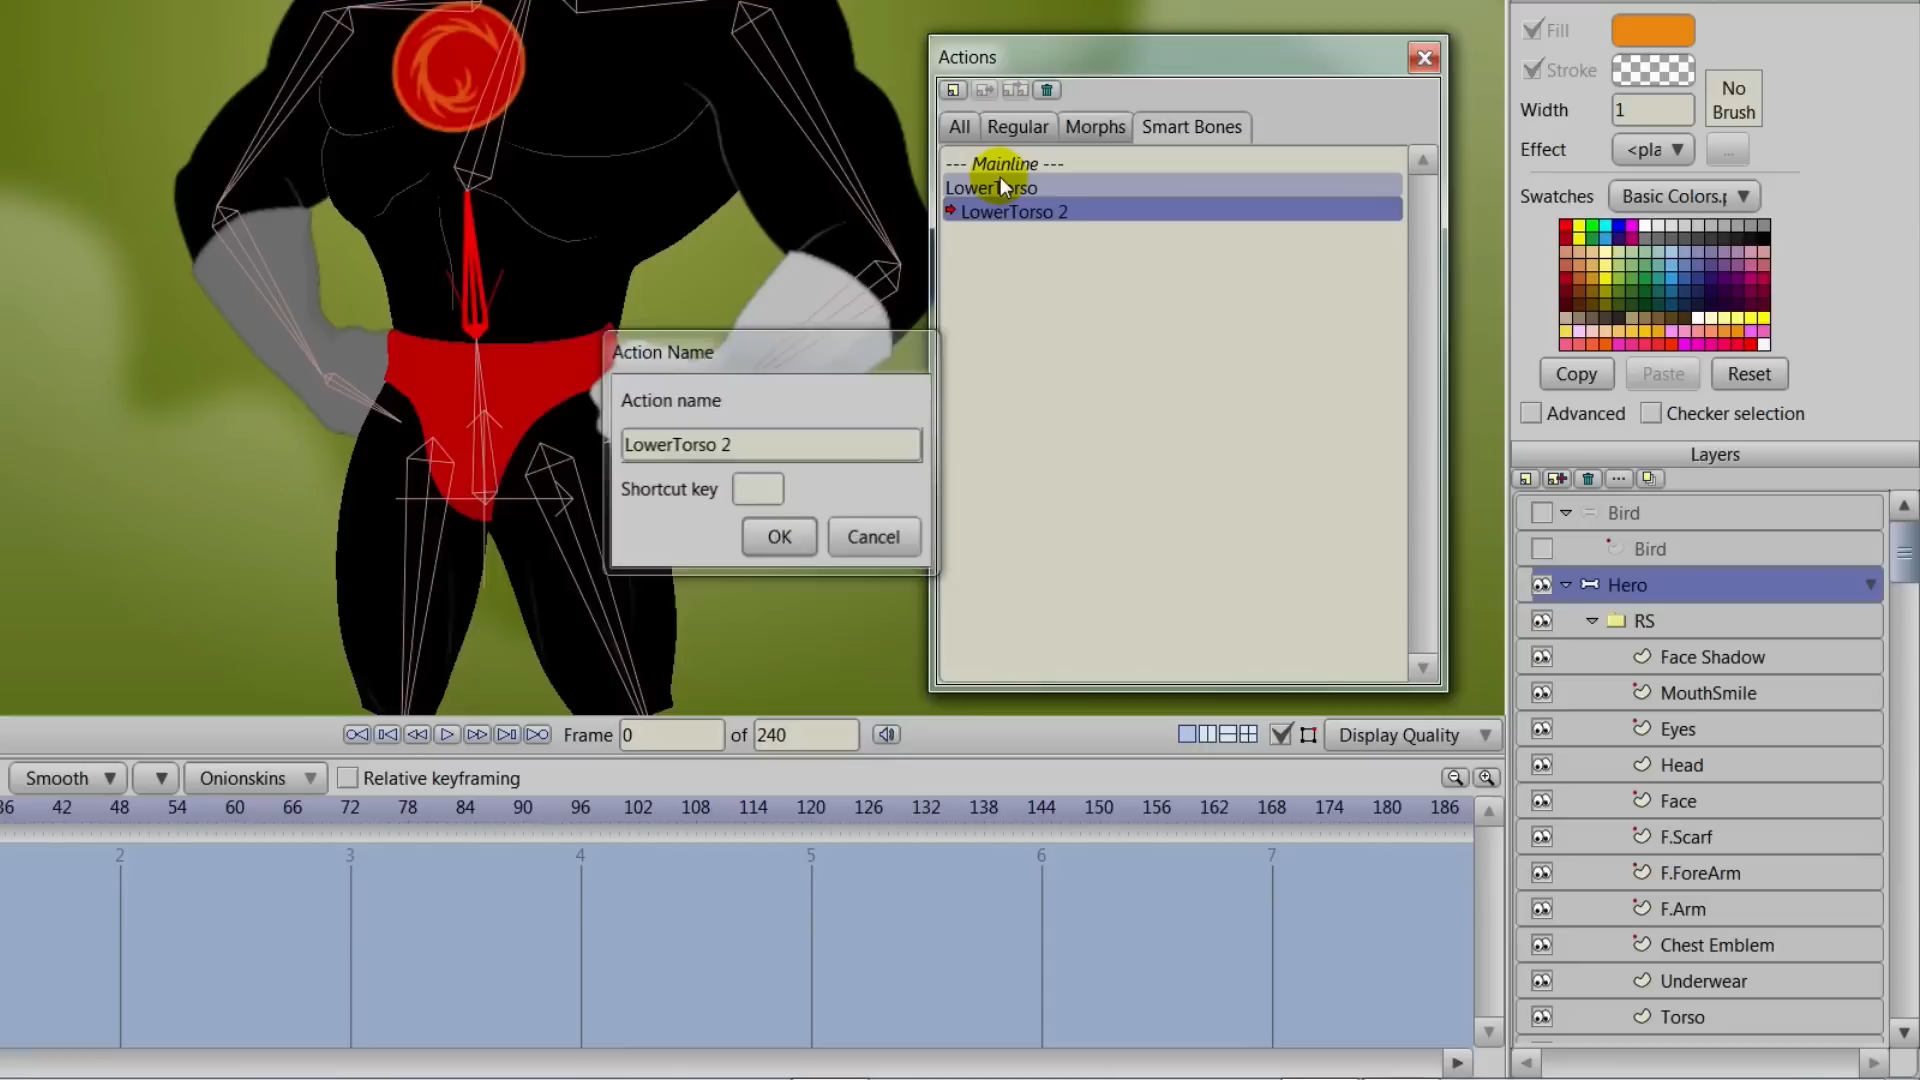 Actions
All Regular Morphs Smart Bones
--- Mainline ---
LowerTorso
LowerTorso 2
Action Name
Action name
LowerTorso 2
Shortcut key
OK Cancel
Fill
Stroke
No
Brush
Width 1
Effect <pla ...
Swatches Basic Colors.
Copy Paste Reset
Advanced Checker selection
Layers
Bird
Bird
Hero
RS
Face Shadow
MouthSmile
Eyes
Head
Face
F.Scarf
F.ForeArm
F.Arm
Chest Emblem
Underwear
Torso
Frame 0 of 240 Display Quality
Smooth Onionskins Relative keyframing
36 42 48 54 60 66 72 78 84 90 96 102 108 114 120 126 132 138 144 150 156 162 168 174 180 186
2 3 4 5 6 7